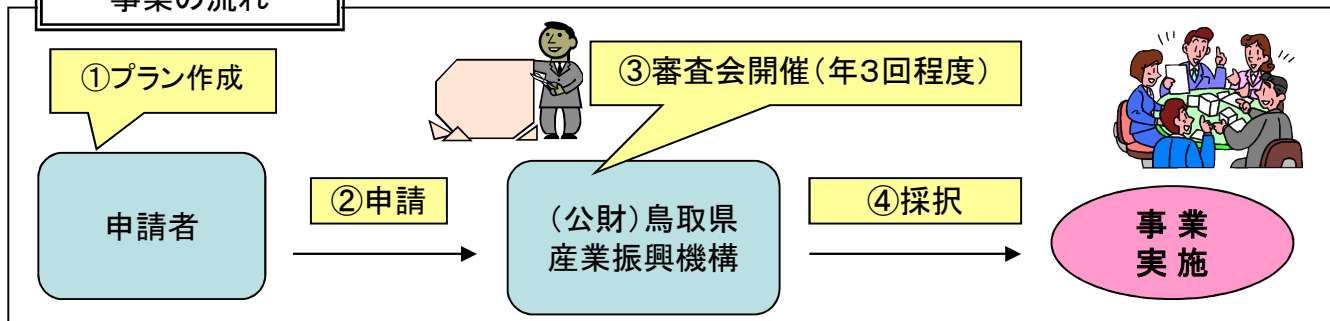 事業の流れ
①プラン作成
③審査会開催（年３回程度）
申請者
②申請
（公財）鳥取県
産業振興機構
④採択
事 業
実 施